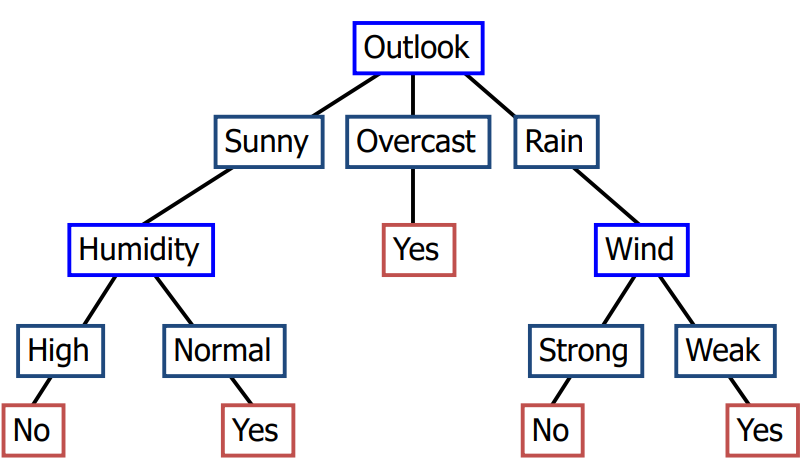 Outlook
Sunny Overcast Rain
Humidity Yes Wind
High Normal Strong Weak
No Yes No Yes